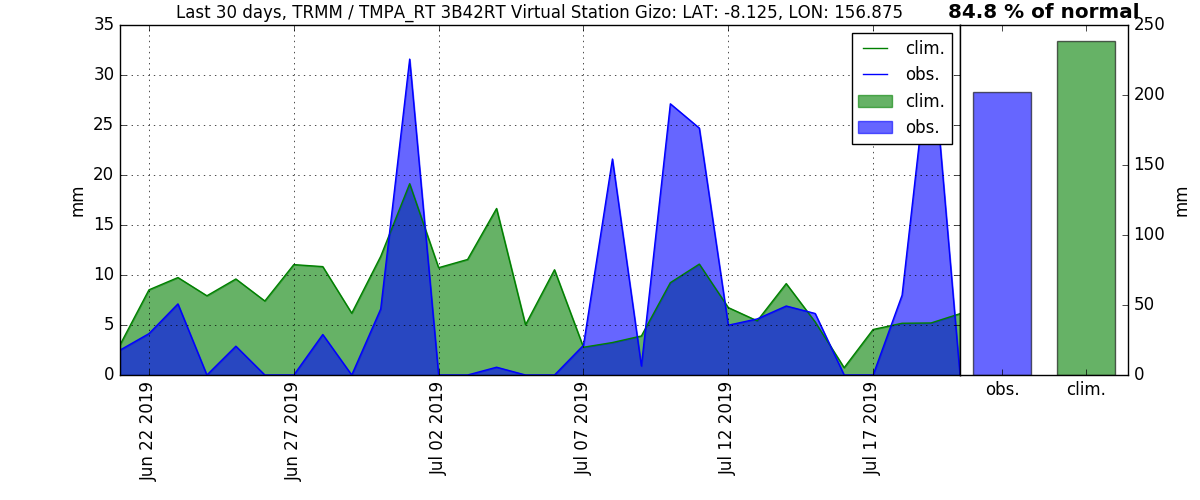 Last 30 days, TRMM / TMPA_RT 3B42RT Virtual Station Gizo: LAT: -8.125, LON: 156.875
84.8 % of normal
35
30
25
20
15
10
5
0
mm
clim.
obs.
clim.
obs.
250
200
150
100
50
0
mm
Jun 22 2019
Jun 27 2019
Jul 02 2019
Jul 07 2019
Jul 12 2019
Jul 17 2019
obs.
clim.